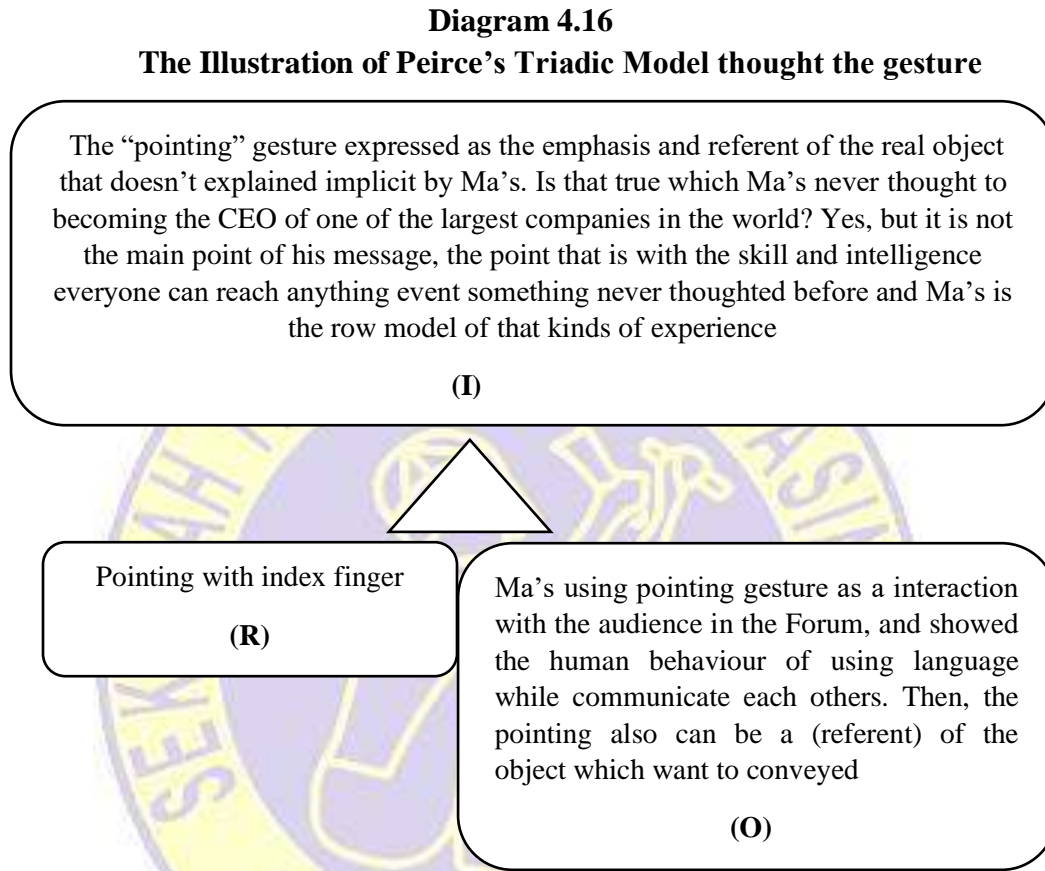 Diagram 4.16
The Illustration of Peirce's Triadic Model thought the gesture
The “pointing” gesture expressed as the emphasis and referent of the real object
that doesn't explained implicit by Ma's. Is that true which Ma's never thought to
becoming the CEO of one of the largest companies in the world? Yes, but it is not
the main point of his message, the point that is with the skill and intelligence
everyone can reach anything event something never thoughted before and Ma's is
the row model of that kinds of experience
(I)
Pointing with index finger
(R)
Ma's using pointing gesture as a interaction
with the audience in the Forum, and showed
the human behaviour of using language
while communicate each others. Then, the
pointing also can be a (referent) of the
object which want to conveyed
(O)